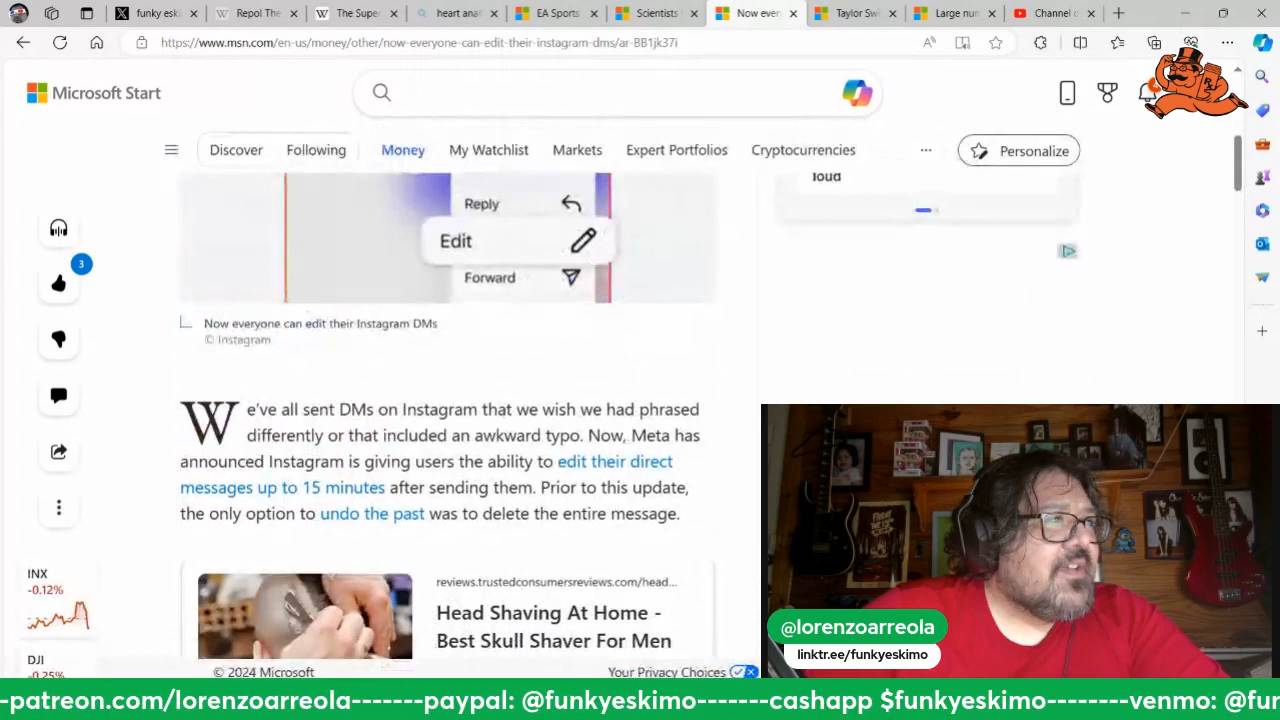 funky esk
Repol The
The Super
heart anat
EA Sports
Scientists
Now ever
Taylor Sw
Large num
Channel c
https://www.msn.com/en-us/money/other/now-everyone-can-edit-their-instagram-dms/ar-BB1jk37i
Microsoft Start
Discover
Following
Money
My Watchlist
Markets
Expert Portfolios
Cryptocurrencies
...
Personalize
loud
Reply
Edit
Forward
3
Now everyone can edit their Instagram DMs
© Instagram
We've all sent DMs on Instagram that we wish we had phrased
differently or that included an awkward typo. Now, Meta has
announced Instagram is giving users the ability to edit their direct
messages up to 15 minutes after sending them. Prior to this update,
the only option to undo the past was to delete the entire message.
INX
-0.12%
DJI
-0.25%
reviews.trustedconsumersreviews.com/head...
Head Shaving At Home -
Best Skull Shaver For Men
© 2024 Microsoft
Your Privacy Choices
@lorenzoarreola
linktr.ee/funkyeskimo
-patreon.com/lorenzoarreola-------paypal: @funkyeskimo-------cashapp $funkyeskimo--------venmo: @fun